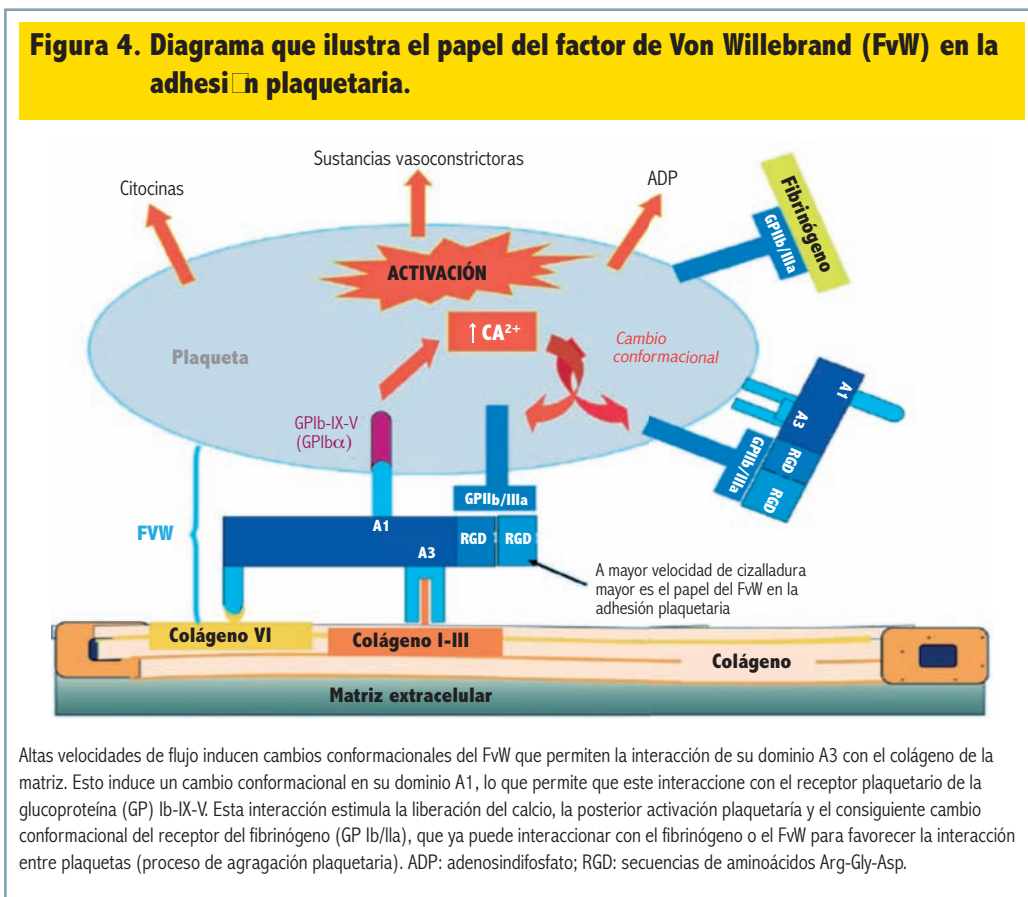 Figura 4. Diagrama que ilustra el papel del factor de Von Willebrand (FvW) en la
adhesi□n plaquetaria.
Sustancias vasoconstrictoras
Citocinas
ADP
Fibrinógeno
GPIIb/IIIa
ACTIVACIÓN
↑ CA²⁺
Cambio
conformacional
Plaqueta
GPIb-IX-V
(GPIbα)
A1
A3
GPIIb/IIIa
RGD
RGD
GPIIb/IIIa
FVW
A1
A3
RGD
RGD
A mayor velocidad de cizalladura
mayor es el papel del FvW en la
adhesión plaquetaria
Colágeno VI
Colágeno I-III
Colágeno
Matriz extracelular
Altas velocidades de flujo inducen cambios conformacionales del FvW que permiten la interacción de su dominio A3 con el colágeno de la
matriz. Esto induce un cambio conformacional en su dominio A1, lo que permite que este interaccione con el receptor plaquetario de la
glucoproteína (GP) Ib-IX-V. Esta interacción estimula la liberación del calcio, la posterior activación plaquetaría y el consiguiente cambio
conformacional del receptor del fibrinógeno (GP Ib/lla), que ya puede interaccionar con el fibrinógeno o el FvW para favorecer la interacción
entre plaquetas (proceso de agragación plaquetaria). ADP: adenosindifosfato; RGD: secuencias de aminoácidos Arg-Gly-Asp.